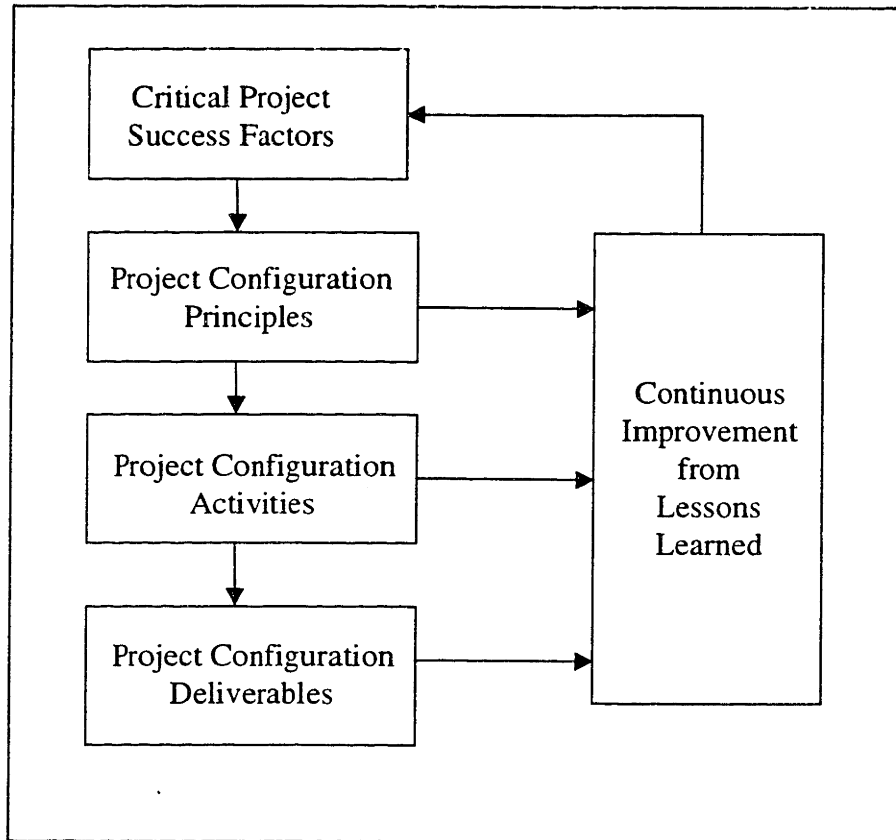 Critical Project
Success Factors
Project Configuration
Principles
Project Configuration
Activities
Project Configuration
Deliverables
Continuous
Improvement
from
Lessons
Learned